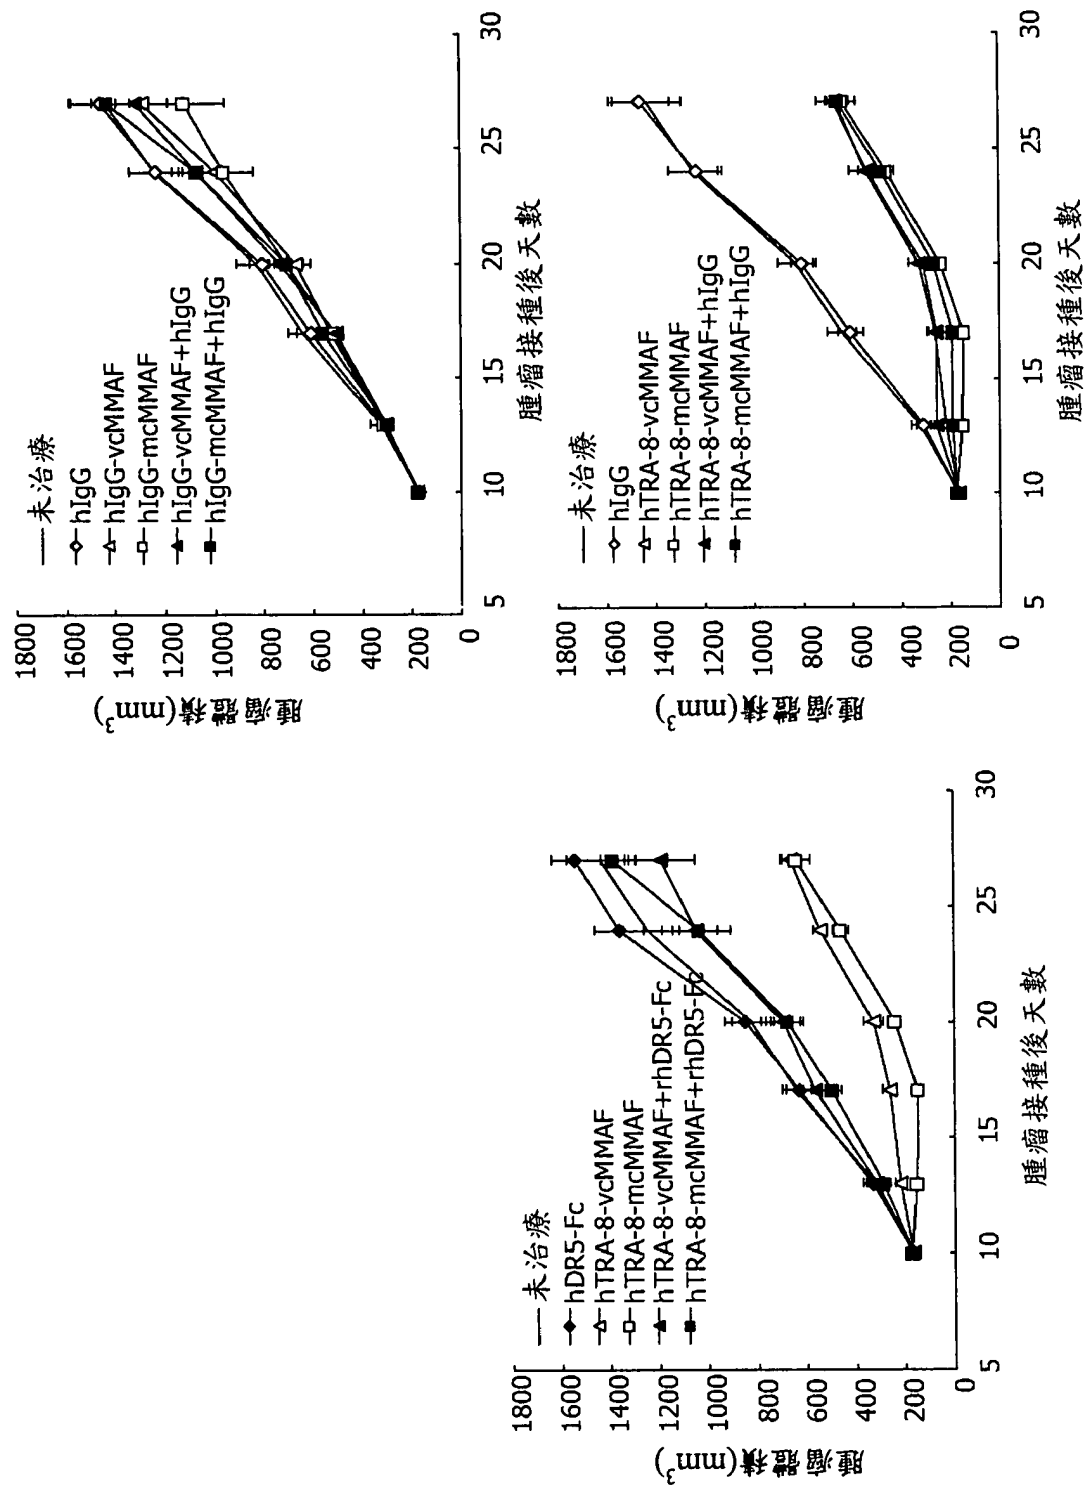 1800
1600
1400
1200
1000
800
600
400
200
0
腫瘤體積(mm³)
未治療
hIgG
hIgG-vcMMAF
hIgG-mcMMAF
hIgG-vcMMAF+hIgG
hIgG-mcMMAF+hIgG
5 10 15 20 25 30
腫瘤接種後天數
1800
1600
1400
1200
1000
800
600
400
200
0
腫瘤體積(mm³)
未治療
hDR5-Fc
hTRA-8-vcMMAF
hTRA-8-mcMMAF
hTRA-8-vcMMAF+rhDR5-Fc
hTRA-8-mcMMAF+rhDR5-Fc
5 10 15 20 25 30
腫瘤接種後天數
1800
1600
1400
1200
1000
800
600
400
200
0
腫瘤體積(mm³)
未治療
hIgG
hTRA-8-vcMMAF
hTRA-8-mcMMAF
hTRA-8-vcMMAF+hIgG
hTRA-8-mcMMAF+hIgG
5 10 15 20 25 30
腫瘤接種後天數